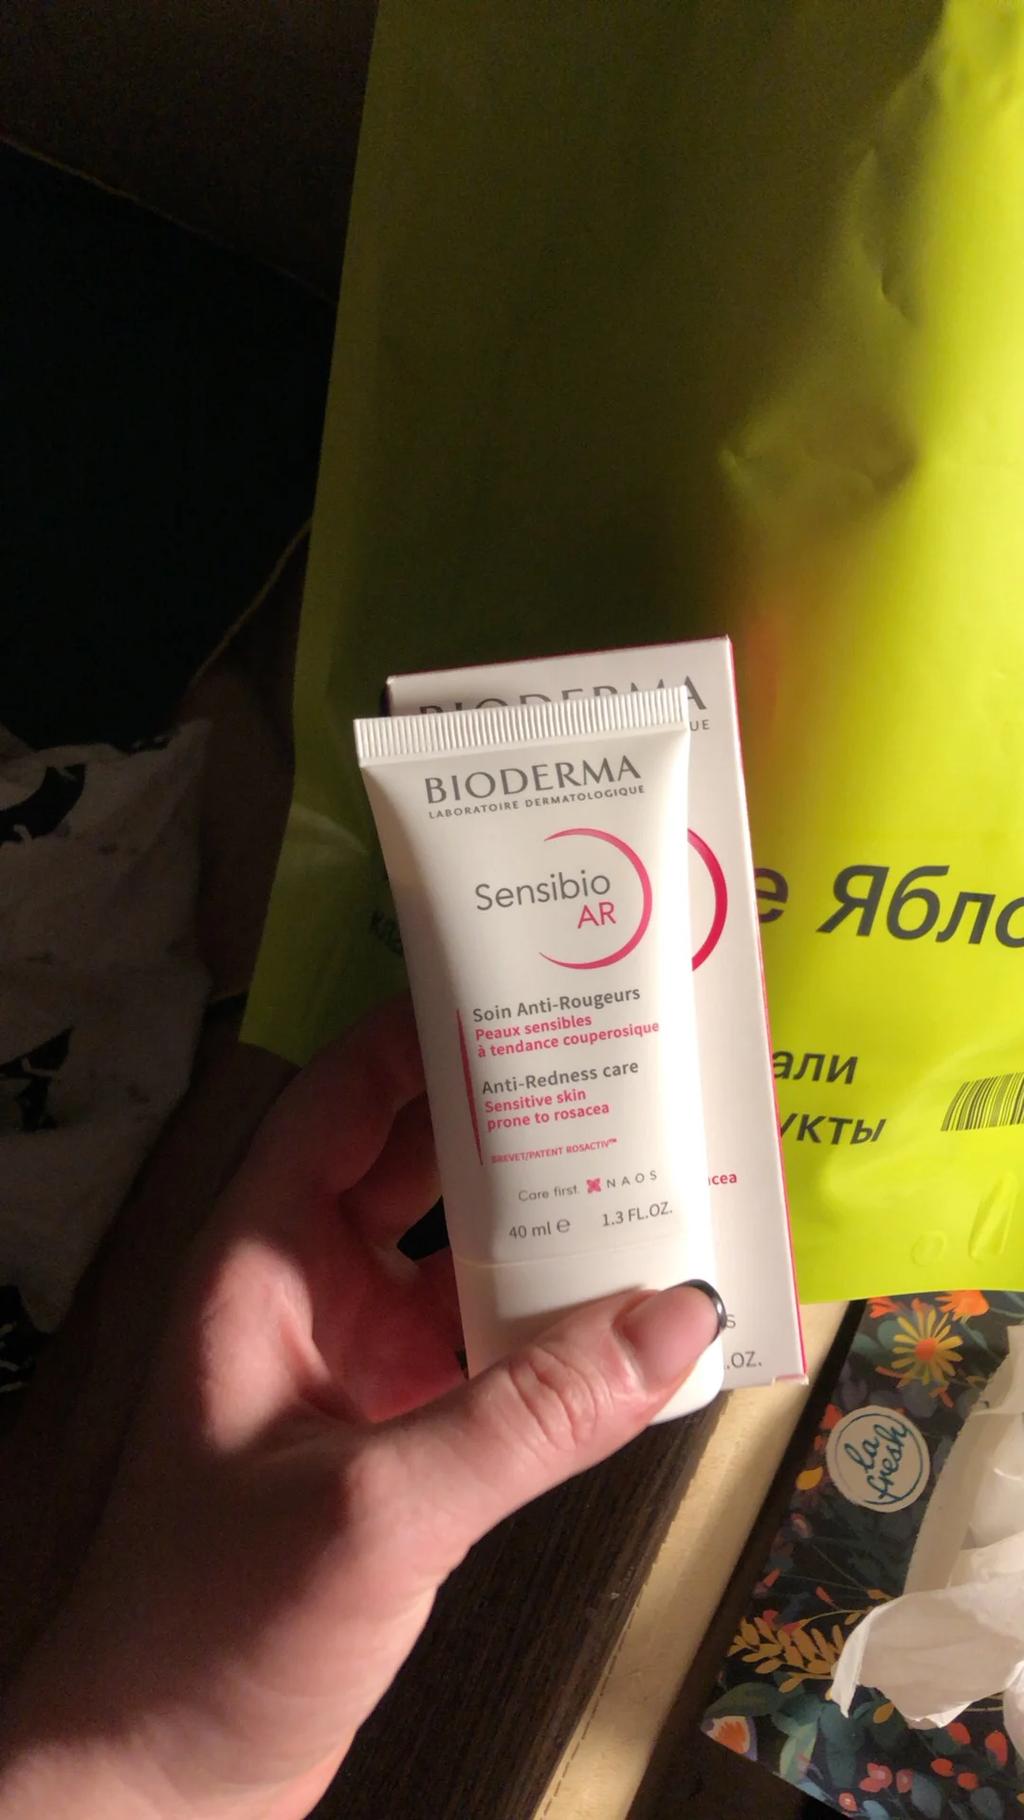 BIODERMA
UE
BIODERMA
LABORATOIRE DERMATOLOGIQUE
Sensibio
AR
Soin Anti-Rougeurs
Peaux sensibles
à tendance couperosique
Anti-Redness care
Sensitive skin
prone to rosacea
BREVET/PATENT ROSACTIV™
Care first. NAOS
40 ml e 1.3 FL.OZ.
cea
S
.OZ.
е Ябло
али
укты
la
fresh